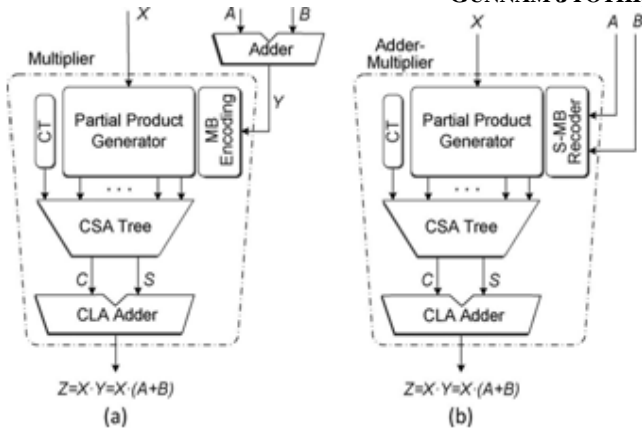 GUNNAM
A B
X
Adder
Multiplier
Y
CT
Partial Product
Generator
MB
Encoding
CSA Tree
C S
CLA Adder
Z=X·Y=X·(A+B)
(a)
A B
X
Adder-
Multiplier
CT
Partial Product
Generator
S-MB
Recoder
CSA Tree
C S
CLA Adder
Z=X·Y=X·(A+B)
(b)